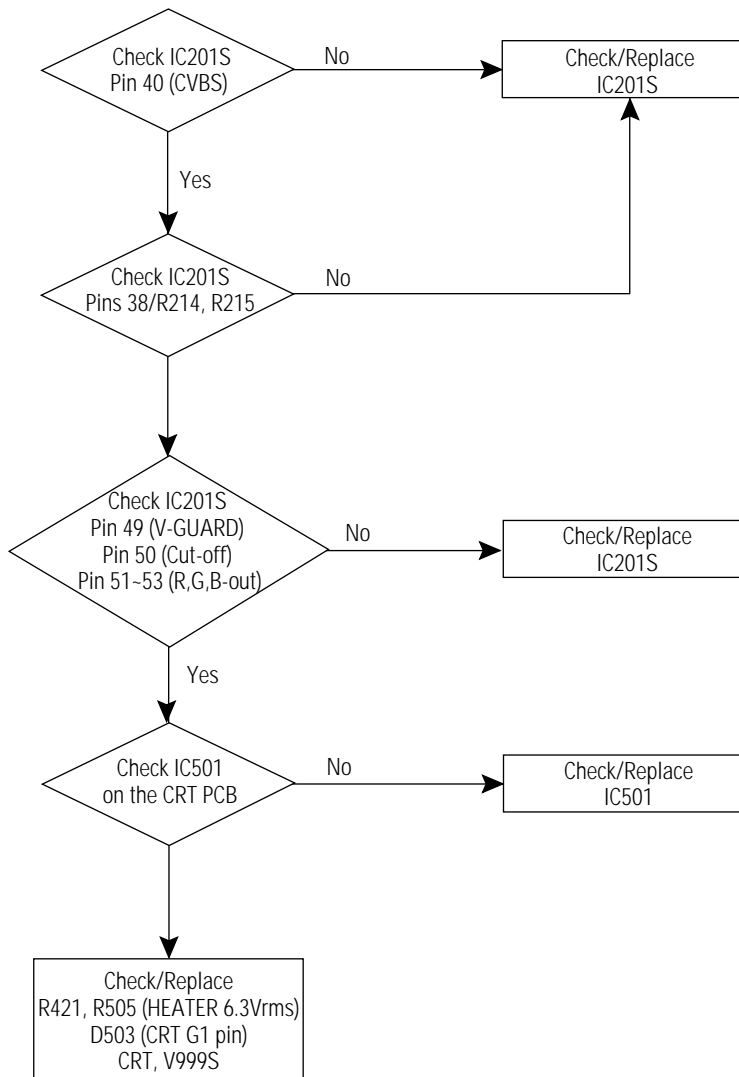 Check IC201S
Pin 40 (CVBS)
No
Check/Replace
IC201S
Yes
Check IC201S
Pins 38/R214, R215
No
Check IC201S
Pin 49 (V-GUARD)
Pin 50 (Cut-off)
Pin 51~53 (R,G,B-out)
No
Check/Replace
IC201S
Yes
Check IC501
on the CRT PCB
No
Check/Replace
IC501
Check/Replace
R421, R505 (HEATER 6.3Vrms)
D503 (CRT G1 pin)
CRT, V999S